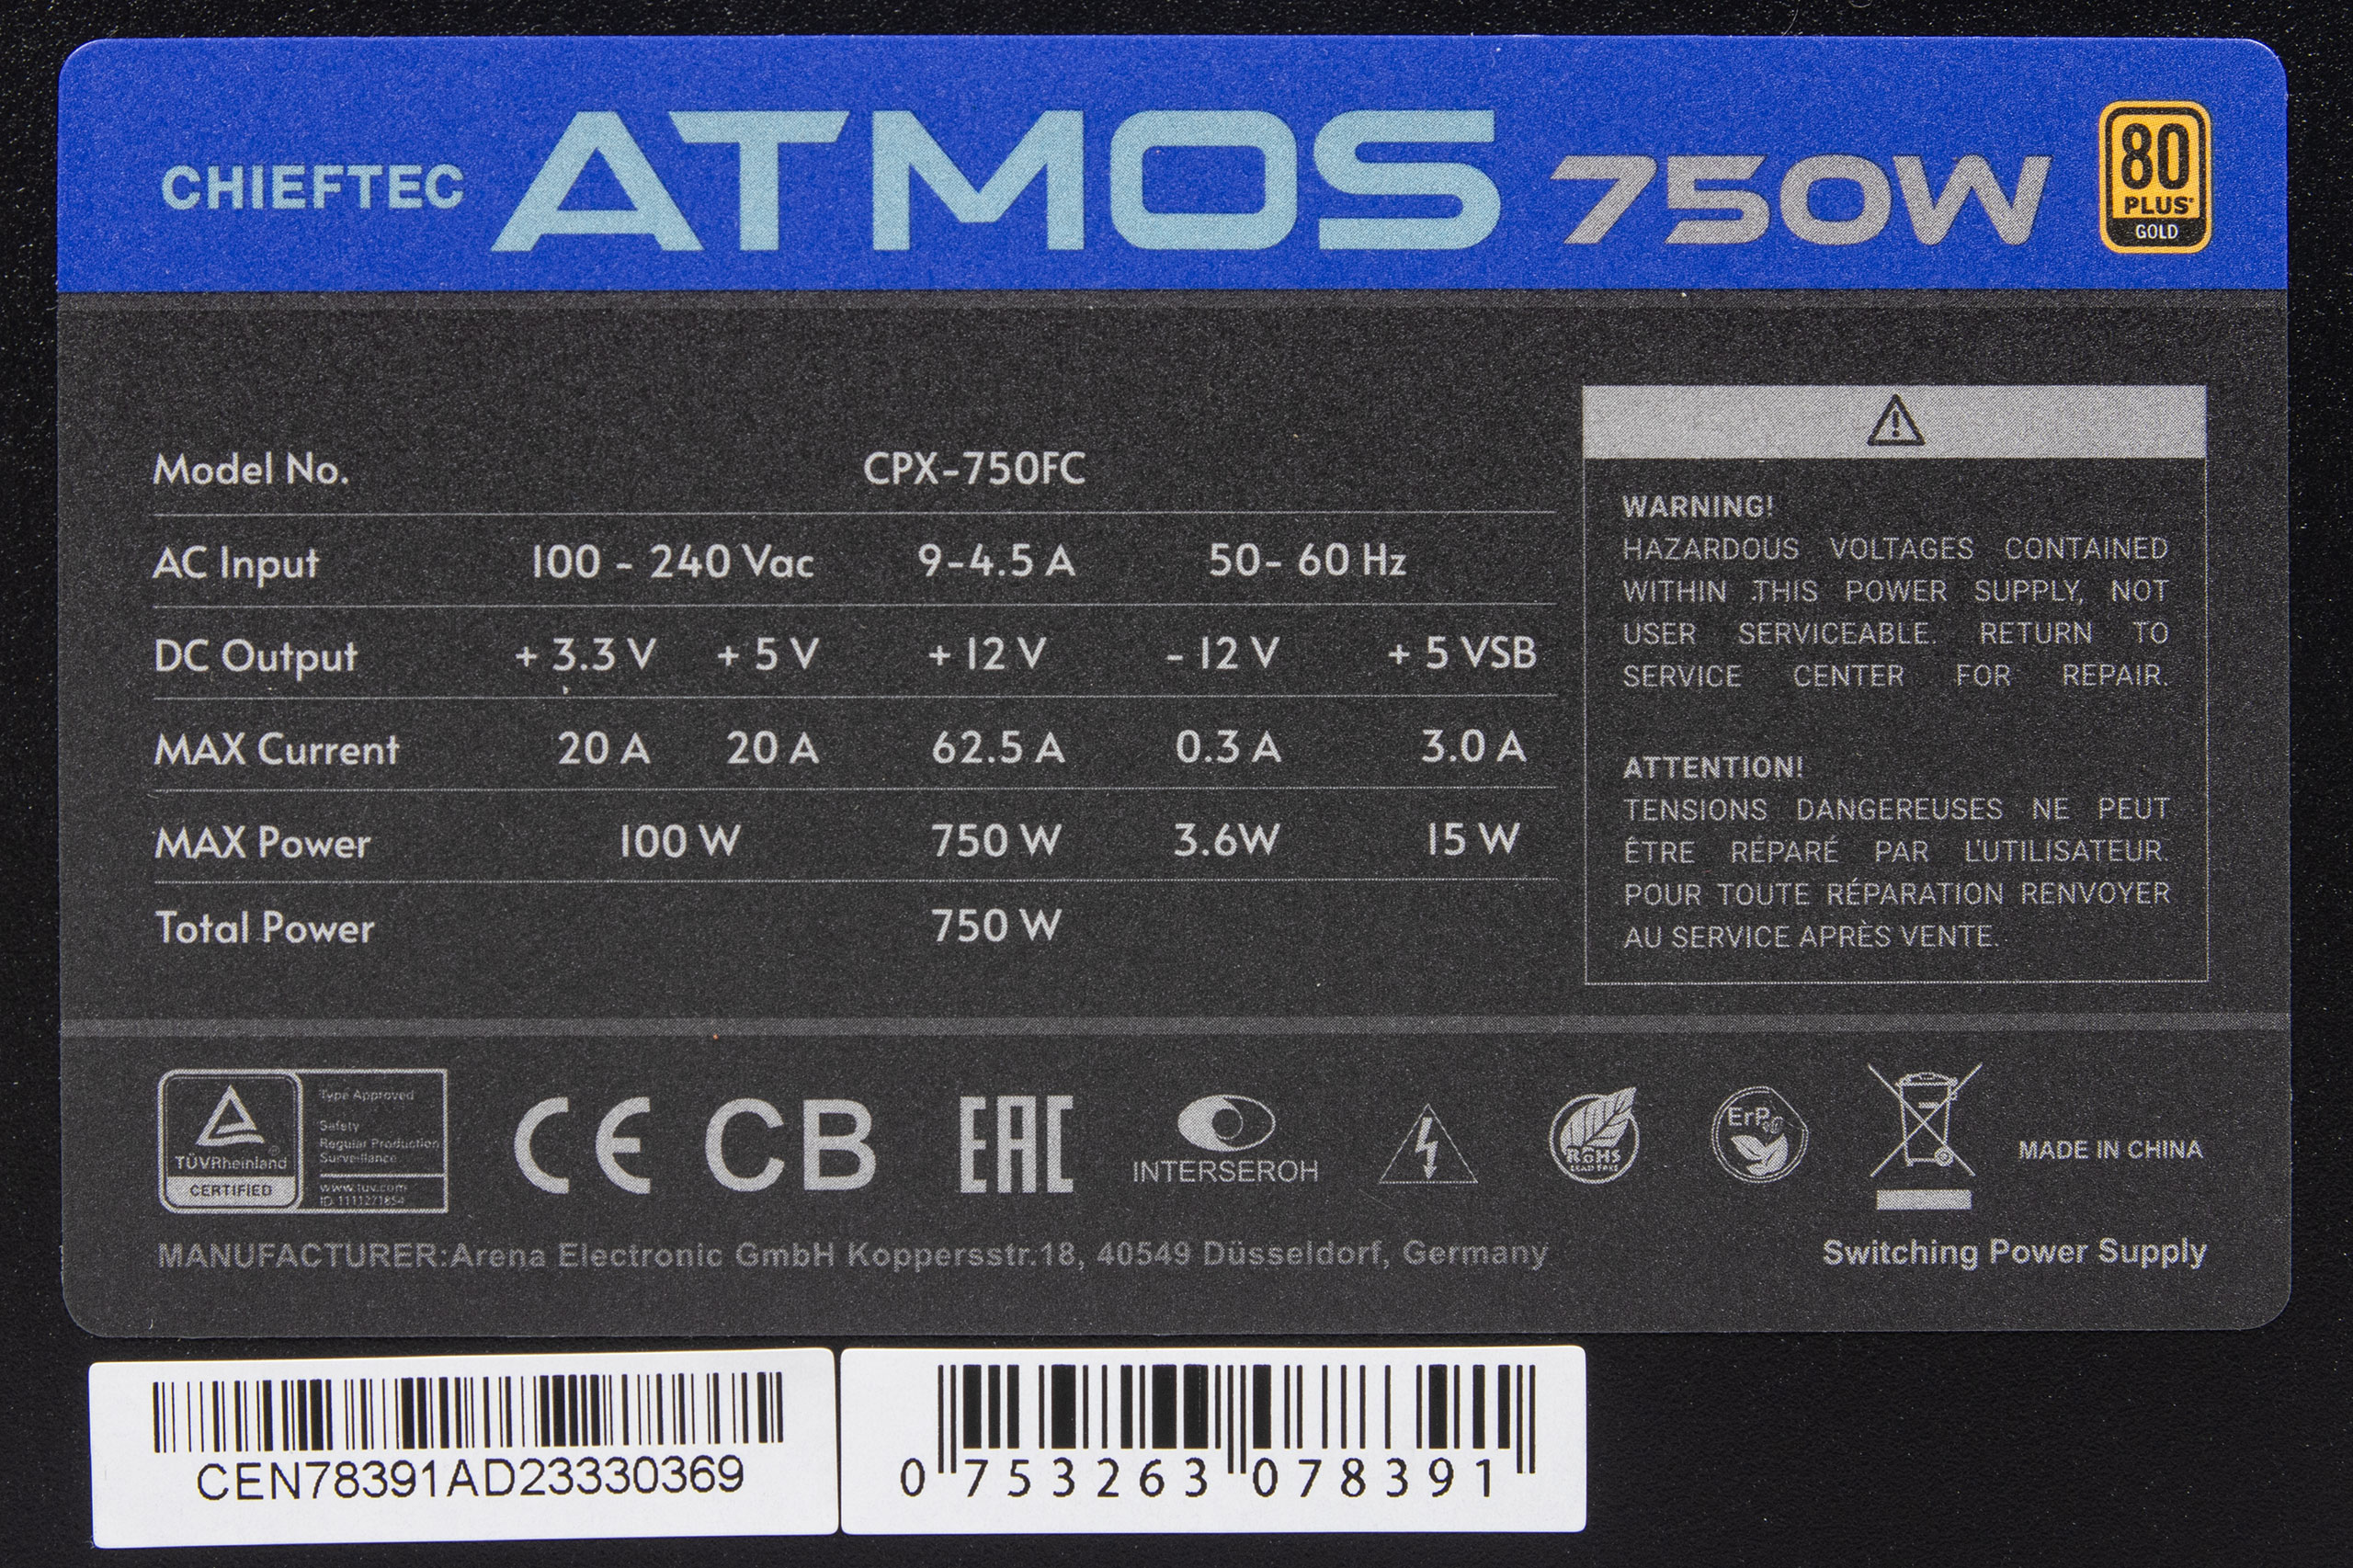 CHIEFTEC ATMOS 750W
80
PLUS
GOLD
Model No. CPX-750FC
AC Input 100 - 240 Vac 9-4.5 A 50- 60 Hz
DC Output + 3.3 V + 5 V + 12 V - 12 V + 5 VSB
MAX Current 20 A 20 A 62.5 A 0.3 A 3.0 A
MAX Power 100 W 750 W 3.6W 15 W
Total Power 750 W
WARNING!
HAZARDOUS VOLTAGES CONTAINED
WITHIN THIS POWER SUPPLY, NOT
USER SERVICEABLE. RETURN TO
SERVICE CENTER FOR REPAIR.
ATTENTION!
TENSIONS DANGEREUSES NE PEUT
ÊTRE RÉPARÉ PAR L'UTILISATEUR.
POUR TOUTE RÉPARATION RENVOYER
AU SERVICE APRÈS VENTE.
TÜVRheinland®
CERTIFIED
Type Approved
Safety
Regular Production
Surveillance
www.tuv.com
ID 1111271854
CE CB EAC
INTERSEROH
RoHS
LEAD FREE
ErP
MADE IN CHINA
MANUFACTURER:Arena Electronic GmbH Koppersstr.18, 40549 Düsseldorf, Germany
Switching Power Supply
CEN78391AD23330369
0 753263 078391